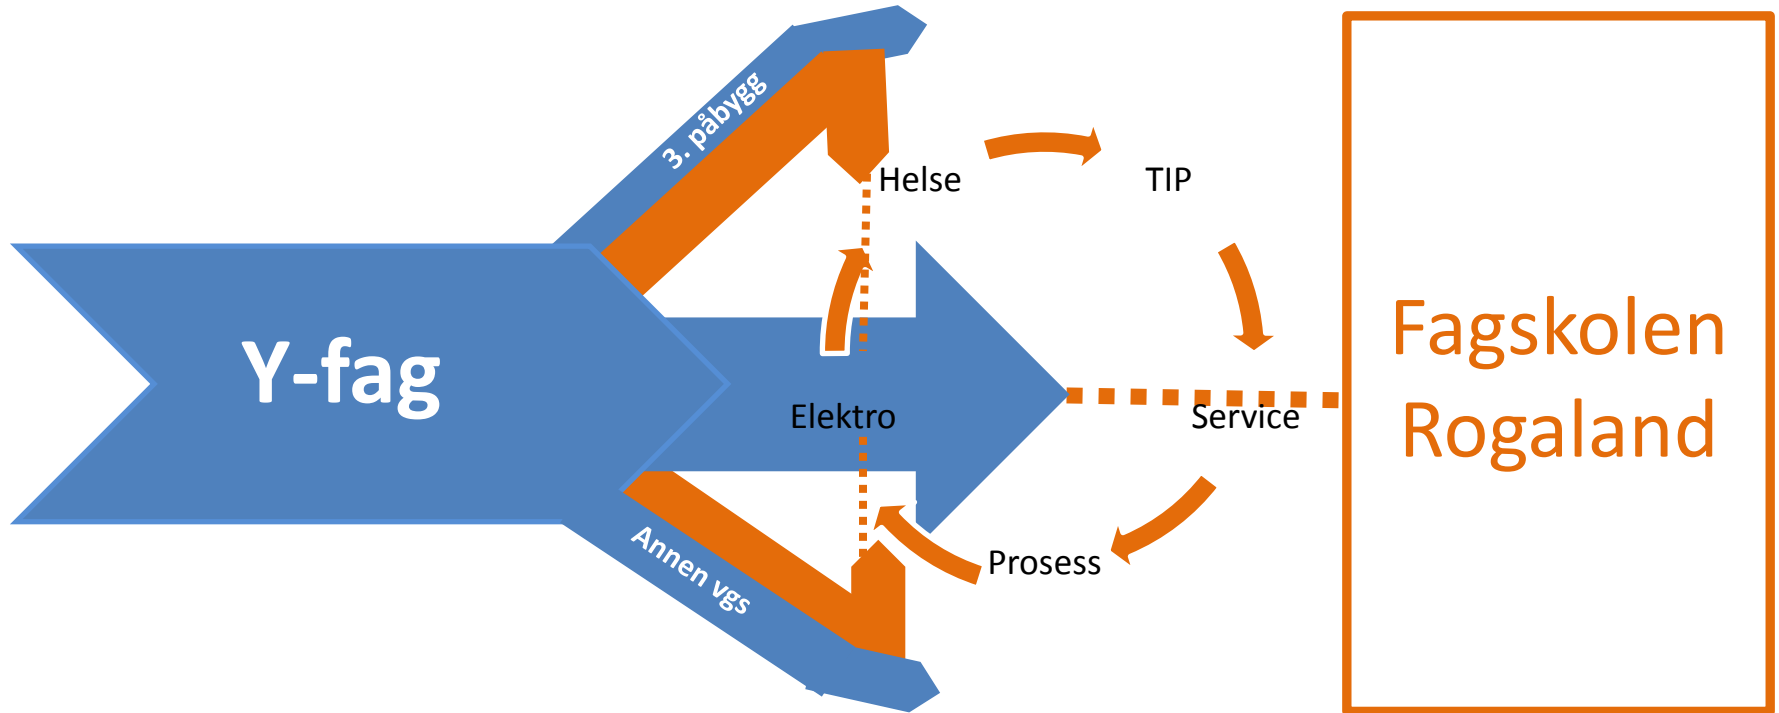 3. påbygg
Helse
TIP
Y-fag
Elektro
Service
Prosess
Annen vgs
Fagskolen
Rogaland